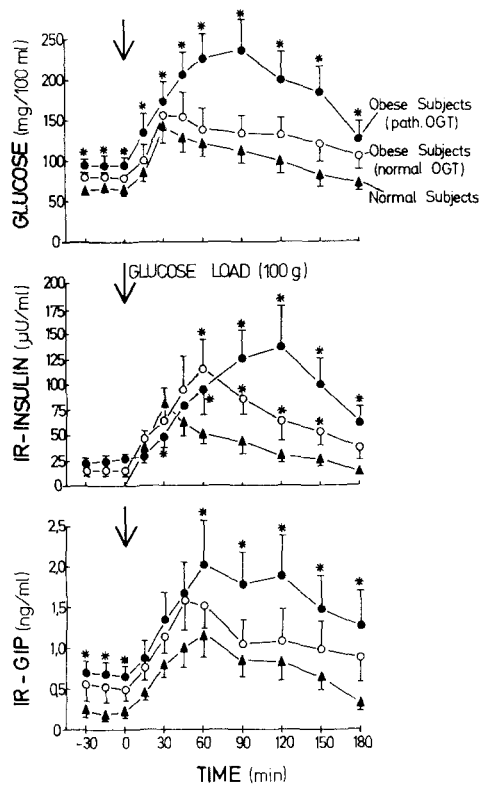 GLUCOSE (mg/100 ml)
250
200
150
100
50
0
Obese Subjects
(path. OGT)
Obese Subjects
(normal OGT)
Normal Subjects
GLUCOSE LOAD (100 g)
IR-INSULIN (µU/ml)
200
175
150
125
100
75
50
25
0
IR-GIP (ng/ml)
2,5
2,0
1,5
1,0
0,5
0
-30
0
30
60
90
120
150
180
TIME (min)